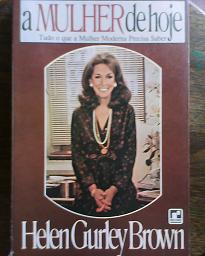 a MULHER de hoje
Tudo o que a Mulher Moderna Precisa Saber
Helen Gurley Brown